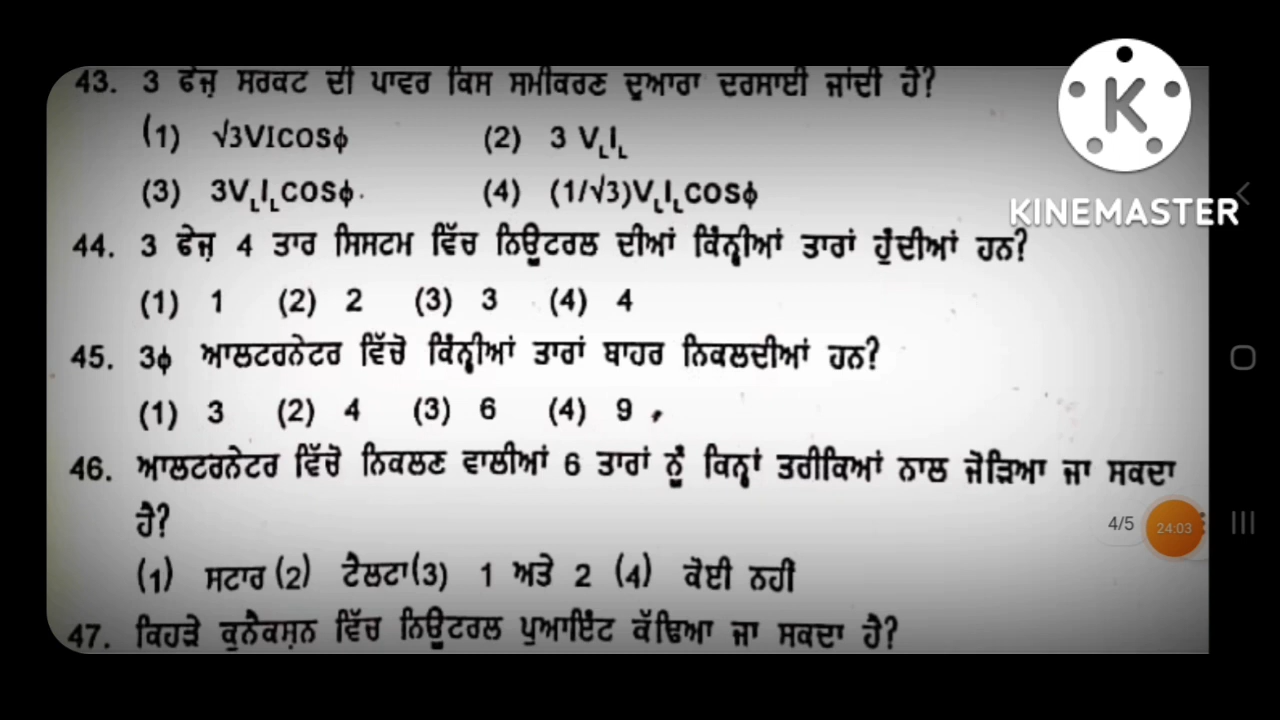 43. 3 ਫੇਜ਼ ਸਰਕਟ ਦੀ ਪਾਵਰ ਕਿਸ ਸਮੀਕਰਣ ਦੁਆਰਾ ਦਰਸਾਈ ਜਾਂਦੀ ਹੈ?
(1) √3VIcosϕ (2) 3 VLIL
(3) 3VLILcosϕ (4) (1/√3)VLILcosϕ
KINEMASTER
44. 3 ਫੇਜ਼ 4 ਤਾਰ ਸਿਸਟਮ ਵਿੱਚ ਨਿਊਟਰਲ ਦੀਆਂ ਕਿੰਨ੍ਹੀਆਂ ਤਾਰਾਂ ਹੁੰਦੀਆਂ ਹਨ?
(1) 1 (2) 2 (3) 3 (4) 4
45. 3ϕ ਆਲਟਰਨੇਟਰ ਵਿੱਚੋ ਕਿੰਨ੍ਹੀਆਂ ਤਾਰਾਂ ਬਾਹਰ ਨਿਕਲਦੀਆਂ ਹਨ?
(1) 3 (2) 4 (3) 6 (4) 9
46. ਆਲਟਰਨੇਟਰ ਵਿੱਚੋ ਨਿਕਲਣ ਵਾਲੀਆਂ 6 ਤਾਰਾਂ ਨੂੰ ਕਿਨ੍ਹਾਂ ਤਰੀਕਿਆਂ ਨਾਲ ਜੋੜਿਆ ਜਾ ਸਕਦਾ
ਹੈ?
4/5 24:03
(1) ਸਟਾਰ (2) ਟੈਲਟਾ (3) 1 ਅਤੇ 2 (4) ਕੋਈ ਨਹੀਂ
47. ਕਿਹੜੇ ਕੁਨੈਕਸ਼ਨ ਵਿੱਚ ਨਿਊਟਰਲ ਪੁਆਇੰਟ ਕੱਢਿਆ ਜਾ ਸਕਦਾ ਹੈ?